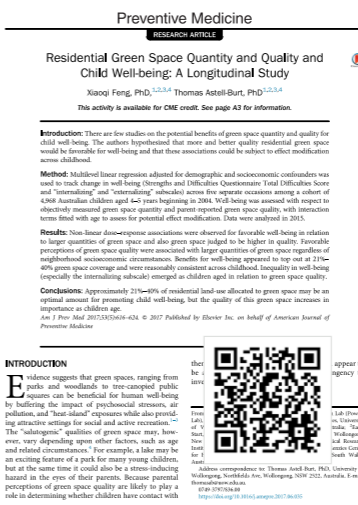 Preventive Medicine
RESEARCH ARTICLE
Residential Green Space Quantity and Quality and
Child Well-being: A Longitudinal Study
Xiaoqi Feng, PhD,1,2,3,4 Thomas Astell-Burt, PhD1,2,3,4
This activity is available for CME credit. See page A3 for information.
Introduction: There are few studies on the potential benefits of green space quantity and quality for
child well-being. The authors hypothesized that more and better quality residential green space
would be favorable for well-being and that these associations could be subject to effect modification
across childhood.
Method: Multilevel linear regression adjusted for demographic and socioeconomic confounders was
used to track change in well-being (Strengths and Difficulties Questionnaire Total Difficulties Score
and "internalizing" and "externalizing" subscales) across five separate occasions among a cohort of
4,968 Australian children aged 4–5 years beginning in 2004. Well-being was assessed with respect to
objectively measured green space quantity and parent-reported green space quality, with interaction
terms fitted with age to assess for potential effect modification. Data were analyzed in 2015.
Results: Non-linear dose–response associations were observed for favorable well-being in relation
to larger quantities of green space and also green space judged to be higher in quality. Favorable
perceptions of green space quality were associated with larger quantities of green space regardless of
neighborhood socioeconomic circumstances. Benefits for well-being appeared to top out at 21%–
40% green space coverage and were reasonably consistent across childhood. Inequality in well-being
(especially the internalizing subscale) emerged as children aged in relation to green space quality.
Conclusions: Approximately 21%–40% of residential land-use allocated to green space may be an
optimal amount for promoting child well-being, but the quality of this green space increases in
importance as children age.
Am J Prev Med 2017;53(5):616–624. © 2017 Published by Elsevier Inc. on behalf of American Journal of
Preventive Medicine
INTRODUCTION
Evidence suggests that green spaces, ranging from
parks and woodlands to tree-canopied public
squares can be beneficial for human well-being
by buffering the impact of psychosocial stressors, air
pollution, and "heat-island" exposures while also provid-
ing attractive settings for social and active recreation.
The "salutogenic" qualities of green space may, how-
ever, vary depending upon other factors, such as age
and related circumstances. For example, a lake may be
an exciting feature of a park for many young children,
but at the same time it could also be a stress-inducing
hazard in the eyes of their parents. Because parental
perceptions of green space quality are likely to play a
role in determining whether children have contact with
appear
Address correspondence to: Thomas Astell-Burt, PhD, University
Wollongong, Northfields Ave, Wollongong, NSW 2522, Australia. E-m
thomasab@uow.edu.au.
0749-3797/$36.00
https://doi.org/10.1016/j.amepre.2017.06.035